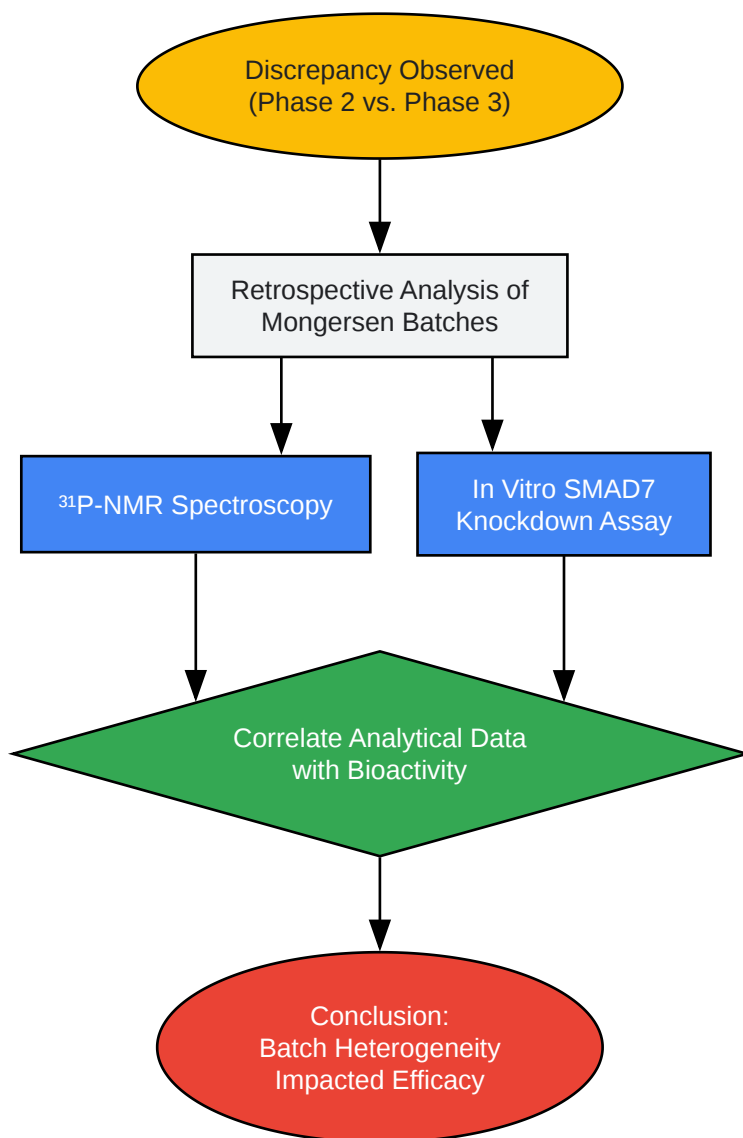 Discrepancy Observed
(Phase 2 vs. Phase 3)
Retrospective Analysis of
Mongersen Batches
³¹P-NMR Spectroscopy
In Vitro SMAD7
Knockdown Assay
Correlate Analytical Data
with Bioactivity
Conclusion:
Batch Heterogeneity
Impacted Efficacy